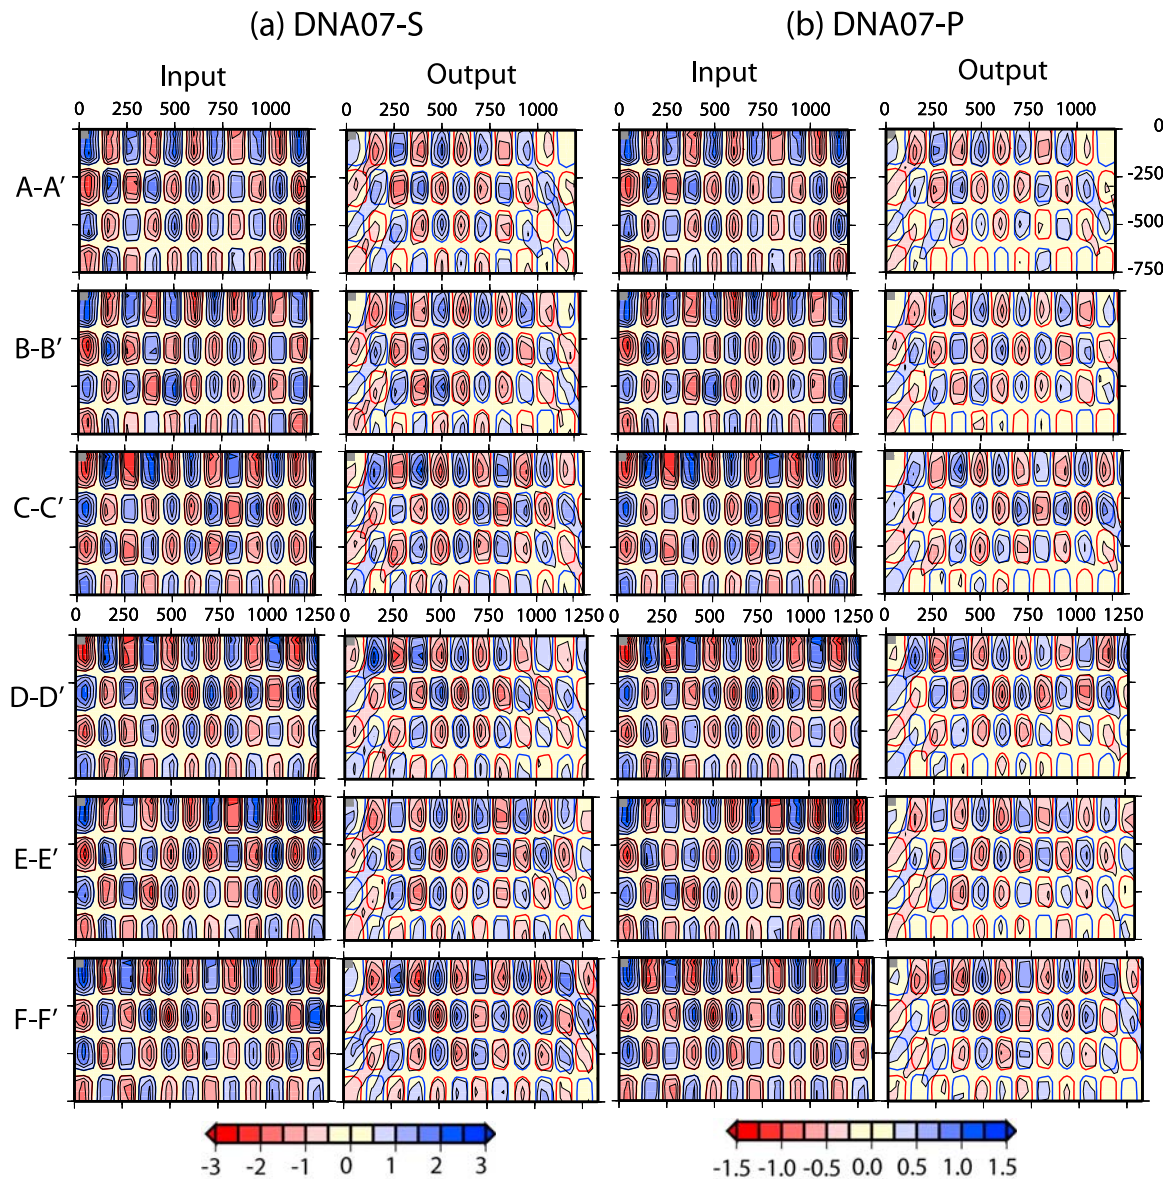 (a) DNA07-S (b) DNA07-P
Input Output Input Output
0 250 500 750 1000 0 250 500 750 1000 0 250 500 750 1000 0 250 500 750 1000
0
A-A′ -250
-500
-750
B-B′
C-C′
0 250 500 750 1000 1250 0 250 500 750 1000 1250 0 250 500 750 1000 1250 0 250 500 750 1000 1250
D-D′
E-E′
F-F′
-3 -2 -1 0 1 2 3 -1.5 -1.0 -0.5 0.0 0.5 1.0 1.5